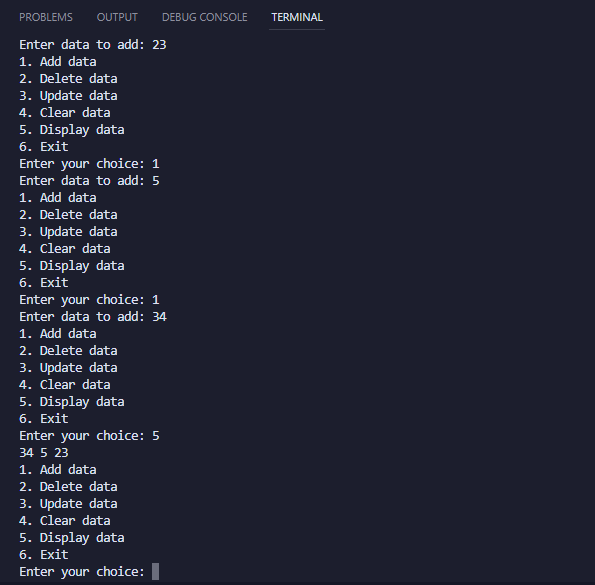 PROBLEMS OUTPUT DEBUG CONSOLE TERMINAL
Enter data to add: 23
1. Add data
2. Delete data
3. Update data
4. Clear data
5. Display data
6. Exit
Enter your choice: 1
Enter data to add: 5
1. Add data
2. Delete data
3. Update data
4. Clear data
5. Display data
6. Exit
Enter your choice: 1
Enter data to add: 34
1. Add data
2. Delete data
3. Update data
4. Clear data
5. Display data
6. Exit
Enter your choice: 5
34 5 23
1. Add data
2. Delete data
3. Update data
4. Clear data
5. Display data
6. Exit
Enter your choice: